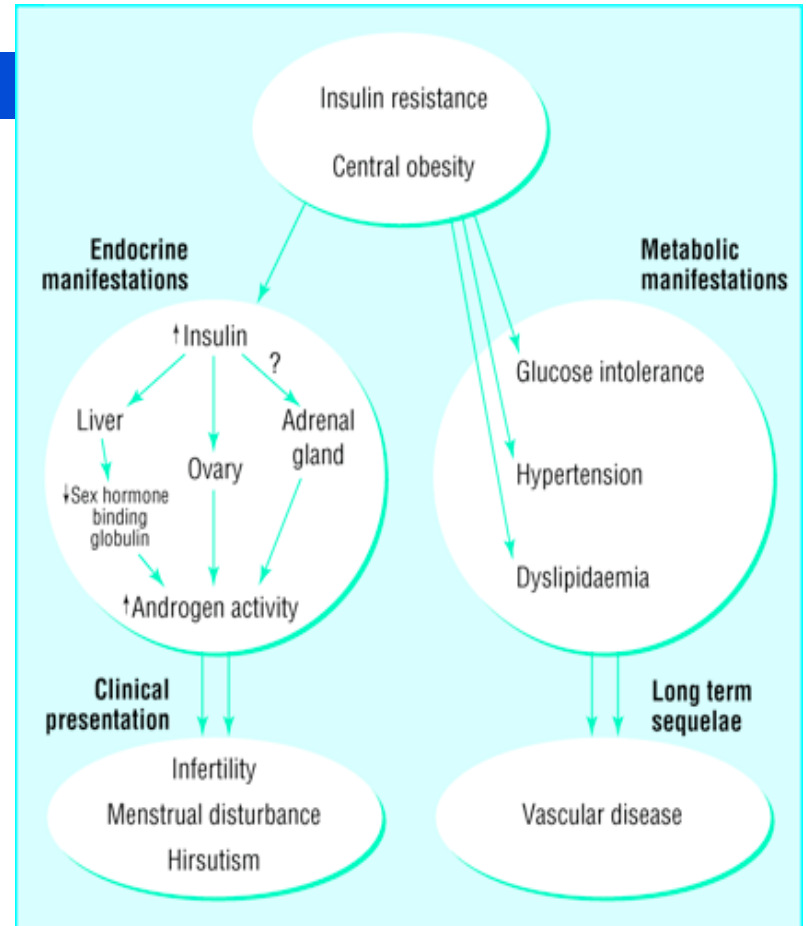 Insulin resistance
Central obesity
Endocrine
manifestations
↑Insulin
?
Liver
Adrenal
gland
Ovary
↓Sex hormone
binding
globulin
↑Androgen activity
Clinical
presentation
Infertility
Menstrual disturbance
Hirsutism
Metabolic
manifestations
Glucose intolerance
Hypertension
Dyslipidaemia
Long term
sequelae
Vascular disease